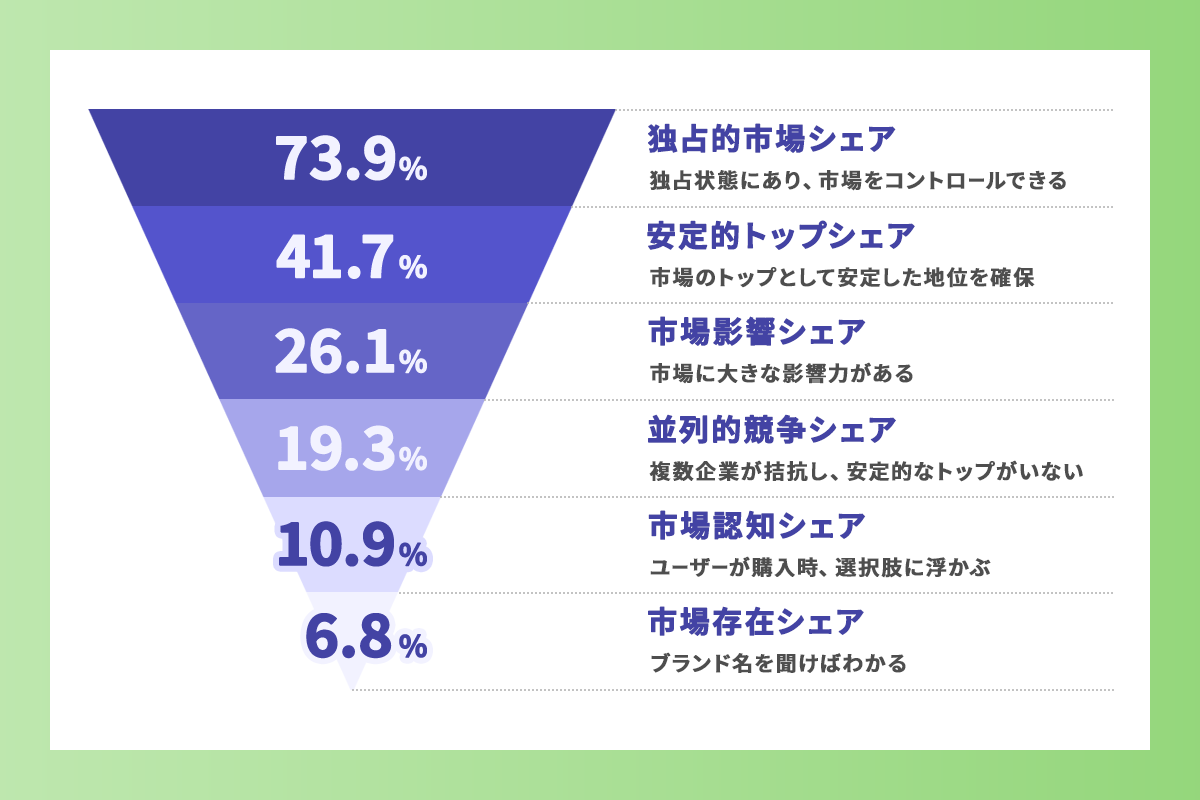 73.9%
独占的市場シェア
独占状態にあり、市場をコントロールできる
41.7%
安定的トップシェア
市場のトップとして安定した地位を確保
26.1%
市場影響シェア
市場に大きな影響力がある
19.3%
並列的競争シェア
複数企業が拮抗し、安定的なトップがいない
10.9%
市場認知シェア
ユーザーが購入時、選択肢に浮かぶ
6.8%
市場存在シェア
ブランド名を聞けばわかる